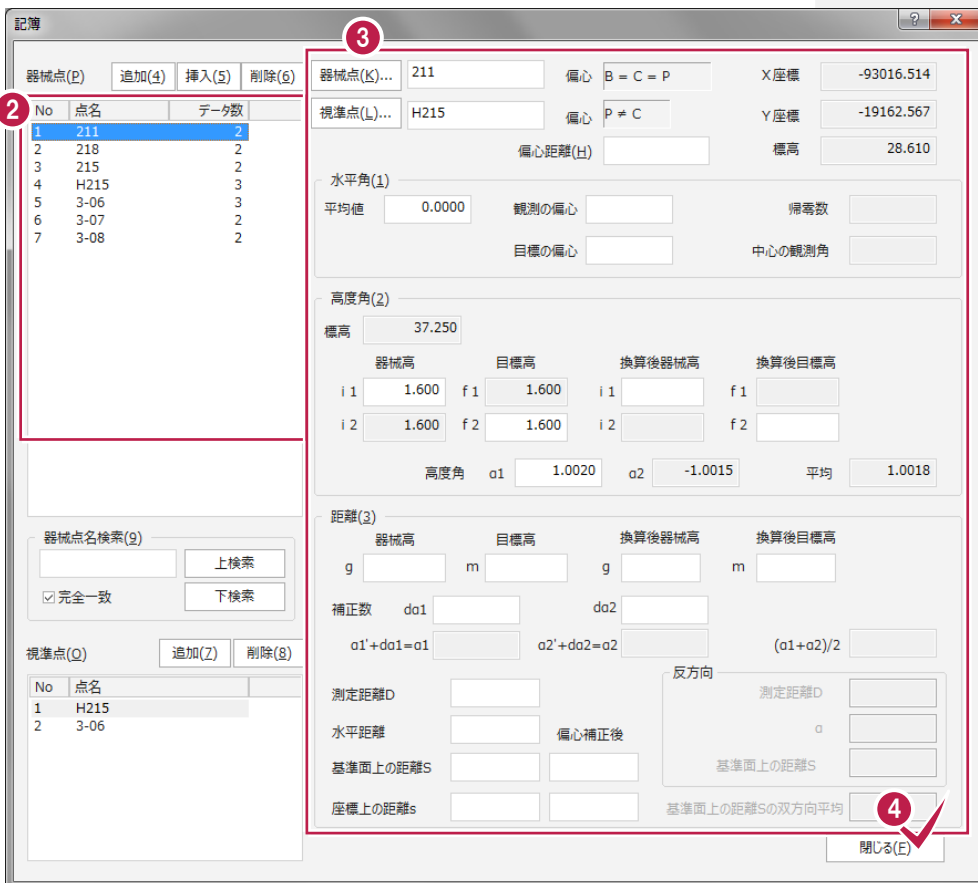 記簿
3
器械点(P) 追加(4) 挿入(5) 削除(6)
2
No 点名 データ数
1 211 2
2 218 2
3 215 2
4 H215 3
5 3-06 3
6 3-07 2
7 3-08 2
器械点名検索(9)
上検索
完全一致 下検索
視準点(O) 追加(7) 削除(8)
No 点名
1 H215
2 3-06
器械点(K)... 211 偏心 B = C = P X座標 -93016.514
視準点(L)... H215 偏心 P ≠ C Y座標 -19162.567
偏心距離(H) 標高 28.610
水平角(1)
平均値 0.0000 観測の偏心 帰零数
目標の偏心 中心の観測角
高度角(2)
標高 37.250
器械高 目標高 換算後器械高 換算後目標高
i 1 1.600 f 1 1.600 i 1 f 1
i 2 1.600 f 2 1.600 i 2 f 2
高度角 α1 1.0020 α2 -1.0015 平均 1.0018
距離(3)
器械高 目標高 換算後器械高 換算後目標高
g m g m
補正数 dα1 dα2
α1'+dα1=α1 α2'+dα2=α2 (α1+α2)/2
反方向
測定距離D 測定距離D
水平距離 偏心補正後 α
基準面上の距離S 基準面上の距離S
座標上の距離s 基準面上の距離Sの双方向平均
4
閉じる(F)